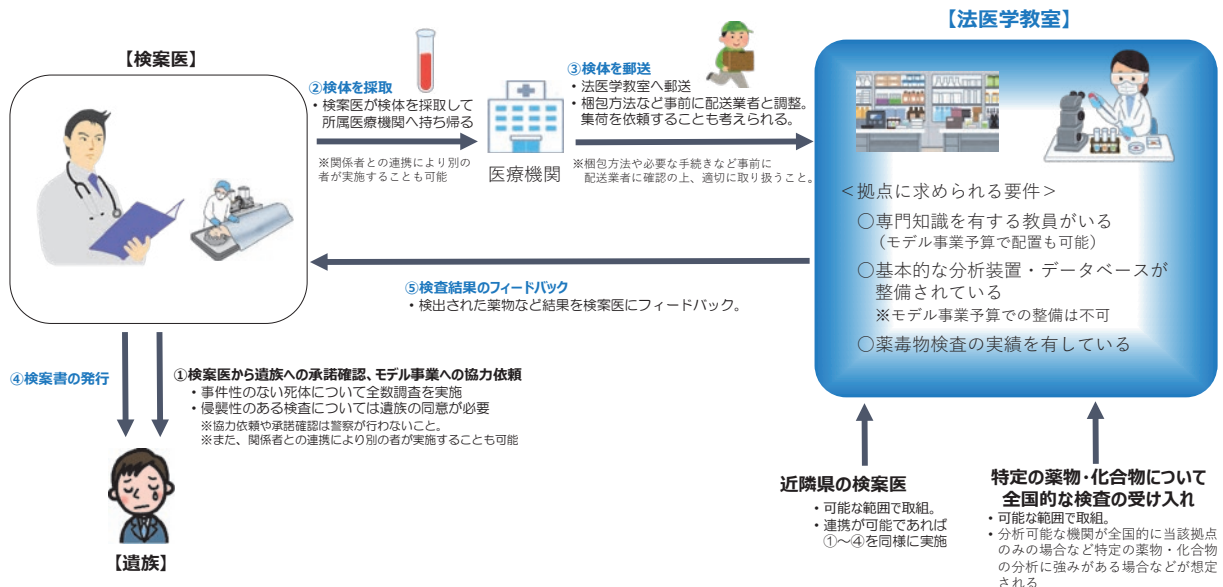 【法医学教室】
【検案医】
②検体を採取
・検案医が検体を採取して
所属医療機関へ持ち帰る
※関係者との連携により別の
者が実施することも可能
医療機関
③検体を郵送
・法医学教室へ郵送
・梱包方法など事前に配送業者と調整。
集荷を依頼することも考えられる。
※梱包方法や必要な手続きなど事前に
配送業者に確認の上、適切に取り扱うこと。
＜拠点に求められる要件＞
○専門知識を有する教員がいる
（モデル事業予算で配置も可能）
○基本的な分析装置・データベースが
整備されている
※モデル事業予算での整備は不可
○薬毒物検査の実績を有している
⑤検査結果のフィードバック
・検出された薬物など結果を検案医にフィードバック。
④検案書の発行
①検案医から遺族への承諾確認、モデル事業への協力依頼
・事件性のない死体について全数調査を実施
・侵襲性のある検査については遺族の同意が必要
※協力依頼や承諾確認は警察が行わないこと。
※また、関係者との連携により別の者が実施することも可能
【遺族】
近隣県の検案医
・可能な範囲で取組。
・連携が可能であれば
①～④を同様に実施
特定の薬物・化合物について
全国的な検査の受け入れ
・可能な範囲で取組。
・分析可能な機関が全国的に当該拠点
のみの場合など特定の薬物・化合物
の分析に強みがある場合などが想定
される